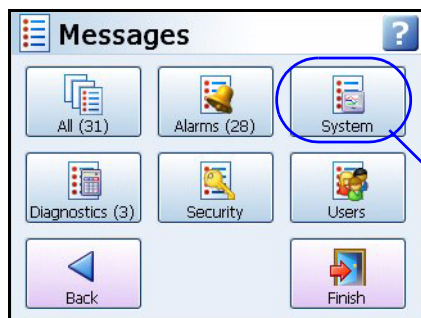 Messages
?
All (31)
Alarms (28)
System
Diagnostics (3)
Security
Users
Back
Finish